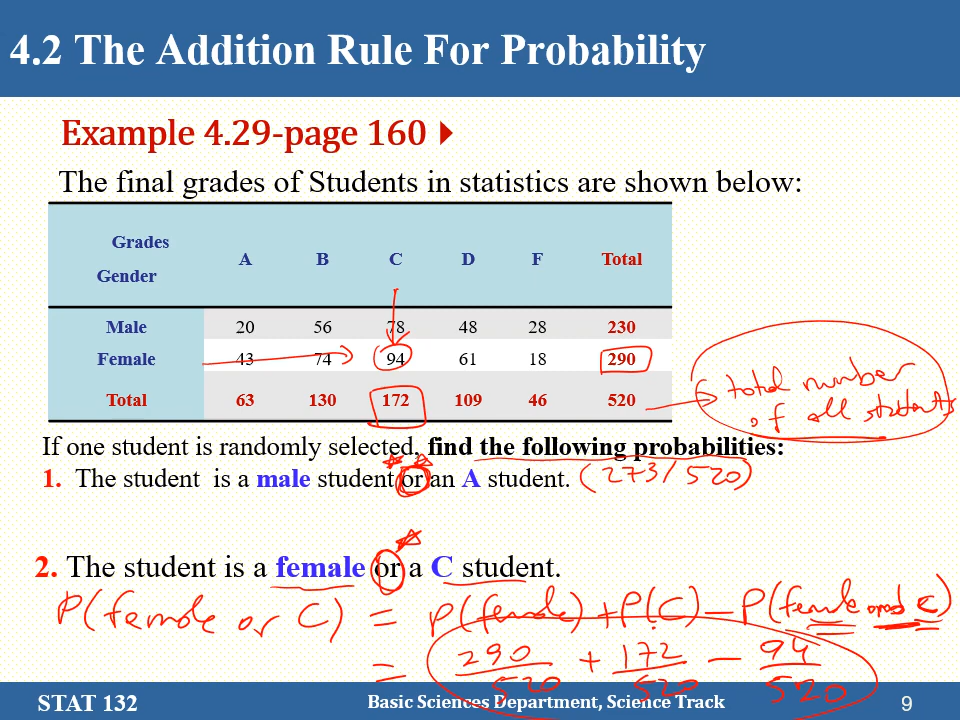 4.2 The Addition Rule For Probability
Example 4.29-page 160
The final grades of Students in statistics are shown below:
Grades
Gender A B C D F Total
Male 20 56 78 48 28 230
Female 43 74 94 61 18 290
Total 63 130 172 109 46 520
total number
of all students
If one student is randomly selected, find the following probabilities:
1. The student is a male student or an A student. (273/520)
2. The student is a female or a C student.
P(female or C) = P(female) + P(C) - P(female and C)
= 290/520 + 172/520 - 94/520
STAT 132 Basic Sciences Department, Science Track 9